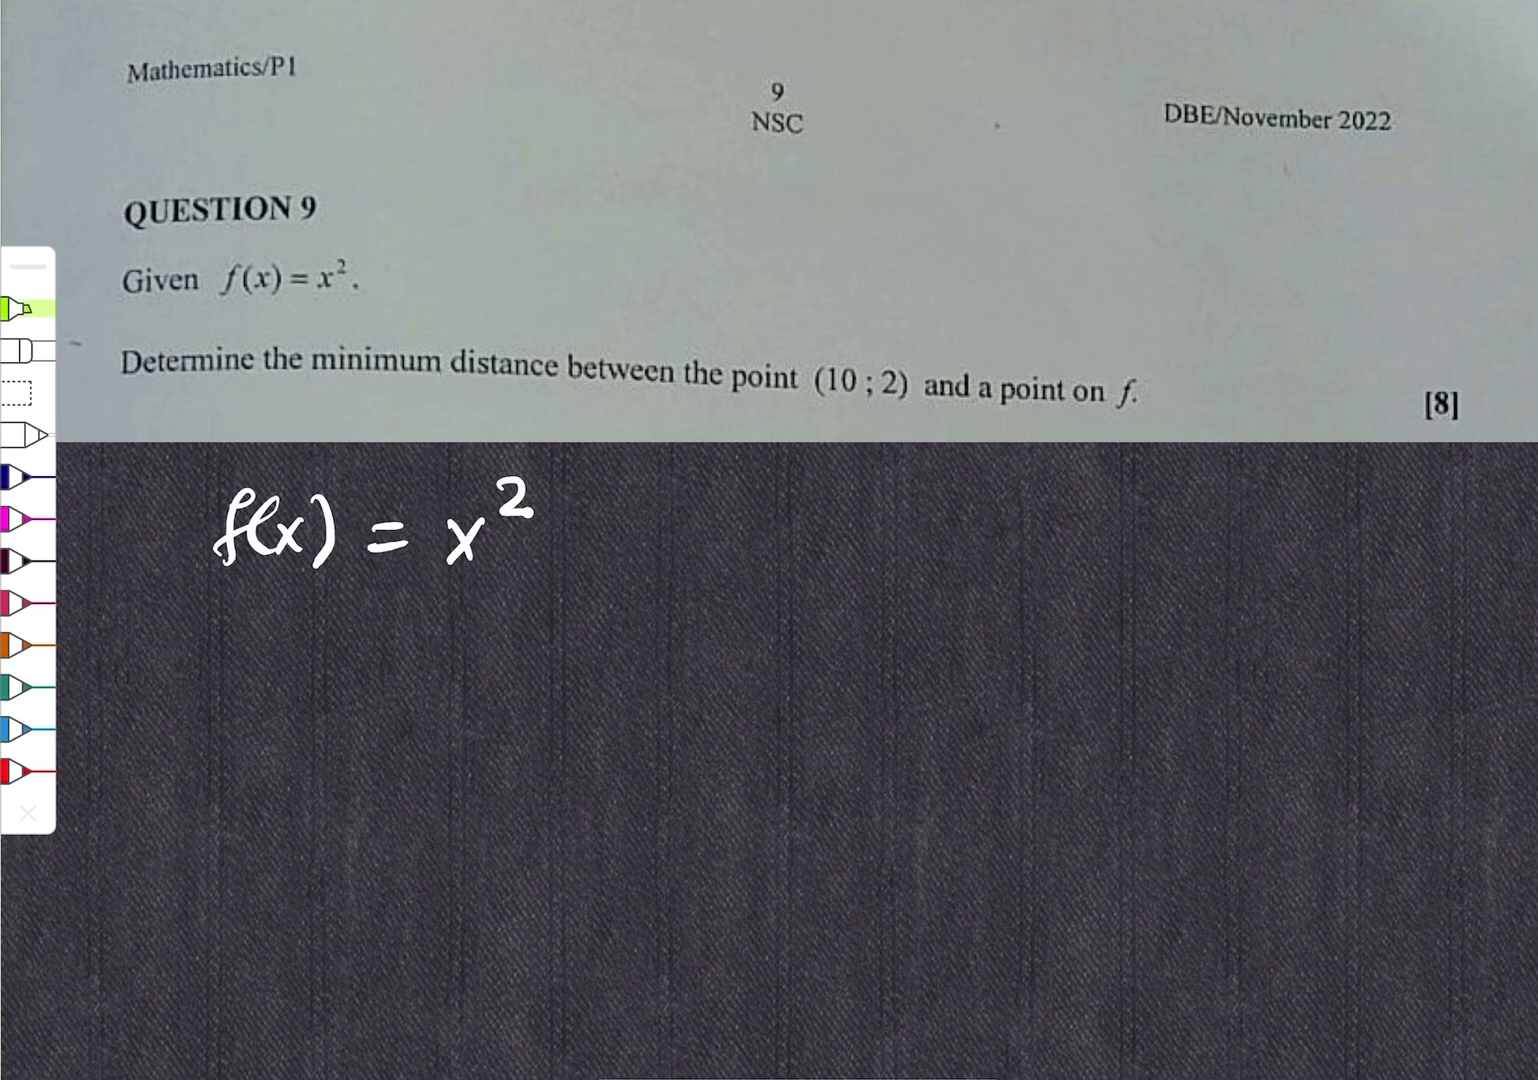 Mathematics/P1
9
NSC
DBE/November 2022
QUESTION 9
Given f(x) = x².
Determine the minimum distance between the point (10 ; 2) and a point on f.
[8]
f(x) = x²